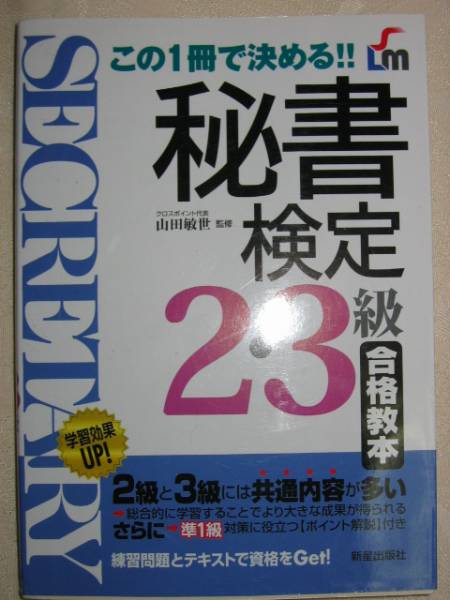 この1冊で決める!!
SLM
SECRETARY
秘書
クロスポイント代表
山田敏世 監修
検定
2・3級
合格教本
学習効果
UP!
2級と3級には共通内容が多い
➡総合的に学習することでより大きな成果が得られる
さらに➡準1級対策に役立つ【ポイント解説】付き
練習問題とテキストで資格をGet!
新星出版社